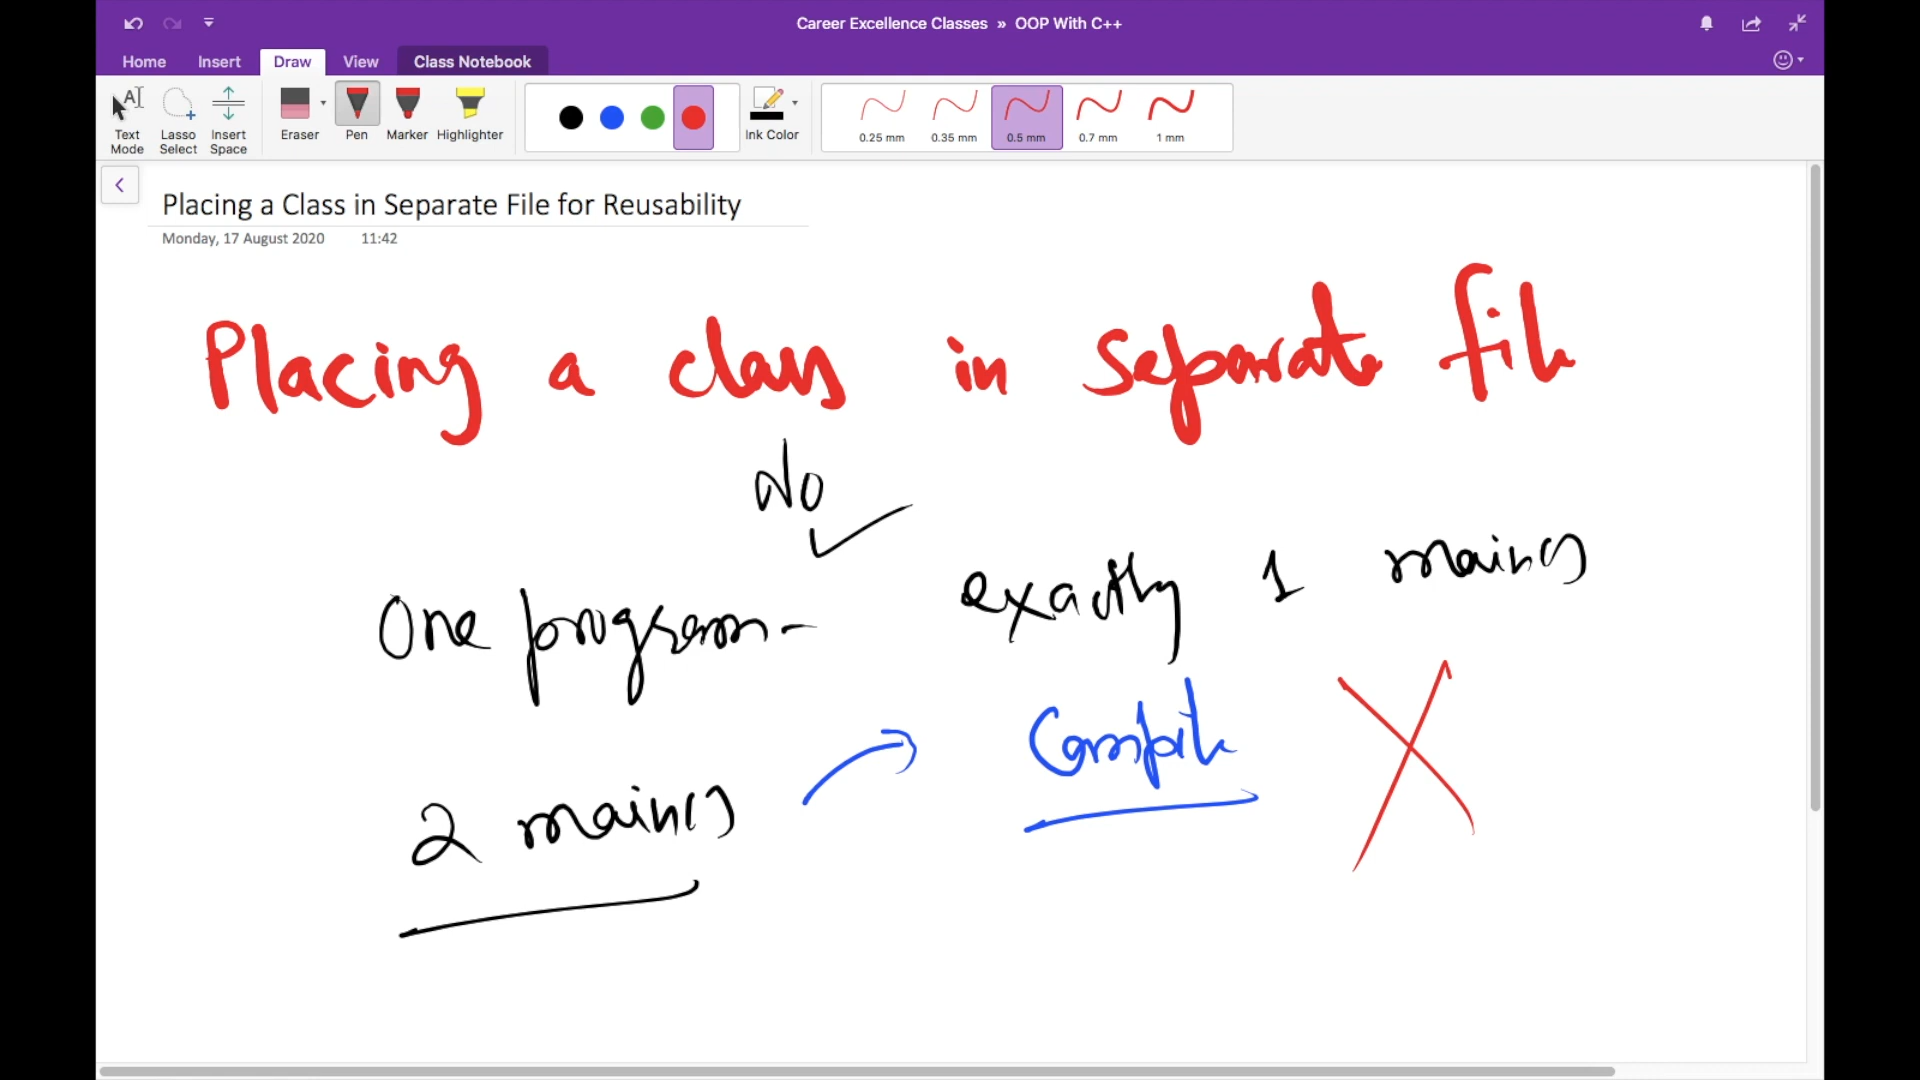 Career Excellence Classes » OOP With C++
Home Insert Draw View Class Notebook
Text Mode
Lasso Select
Insert Space
Eraser
Pen
Marker
Highlighter
Ink Color
0.25 mm 0.35 mm 0.5 mm 0.7 mm 1 mm
Placing a Class in Separate File for Reusability
Monday, 17 August 2020 11:42
Placing a class in separate file
No
One program - exactly 1 main()
2 main() Compile